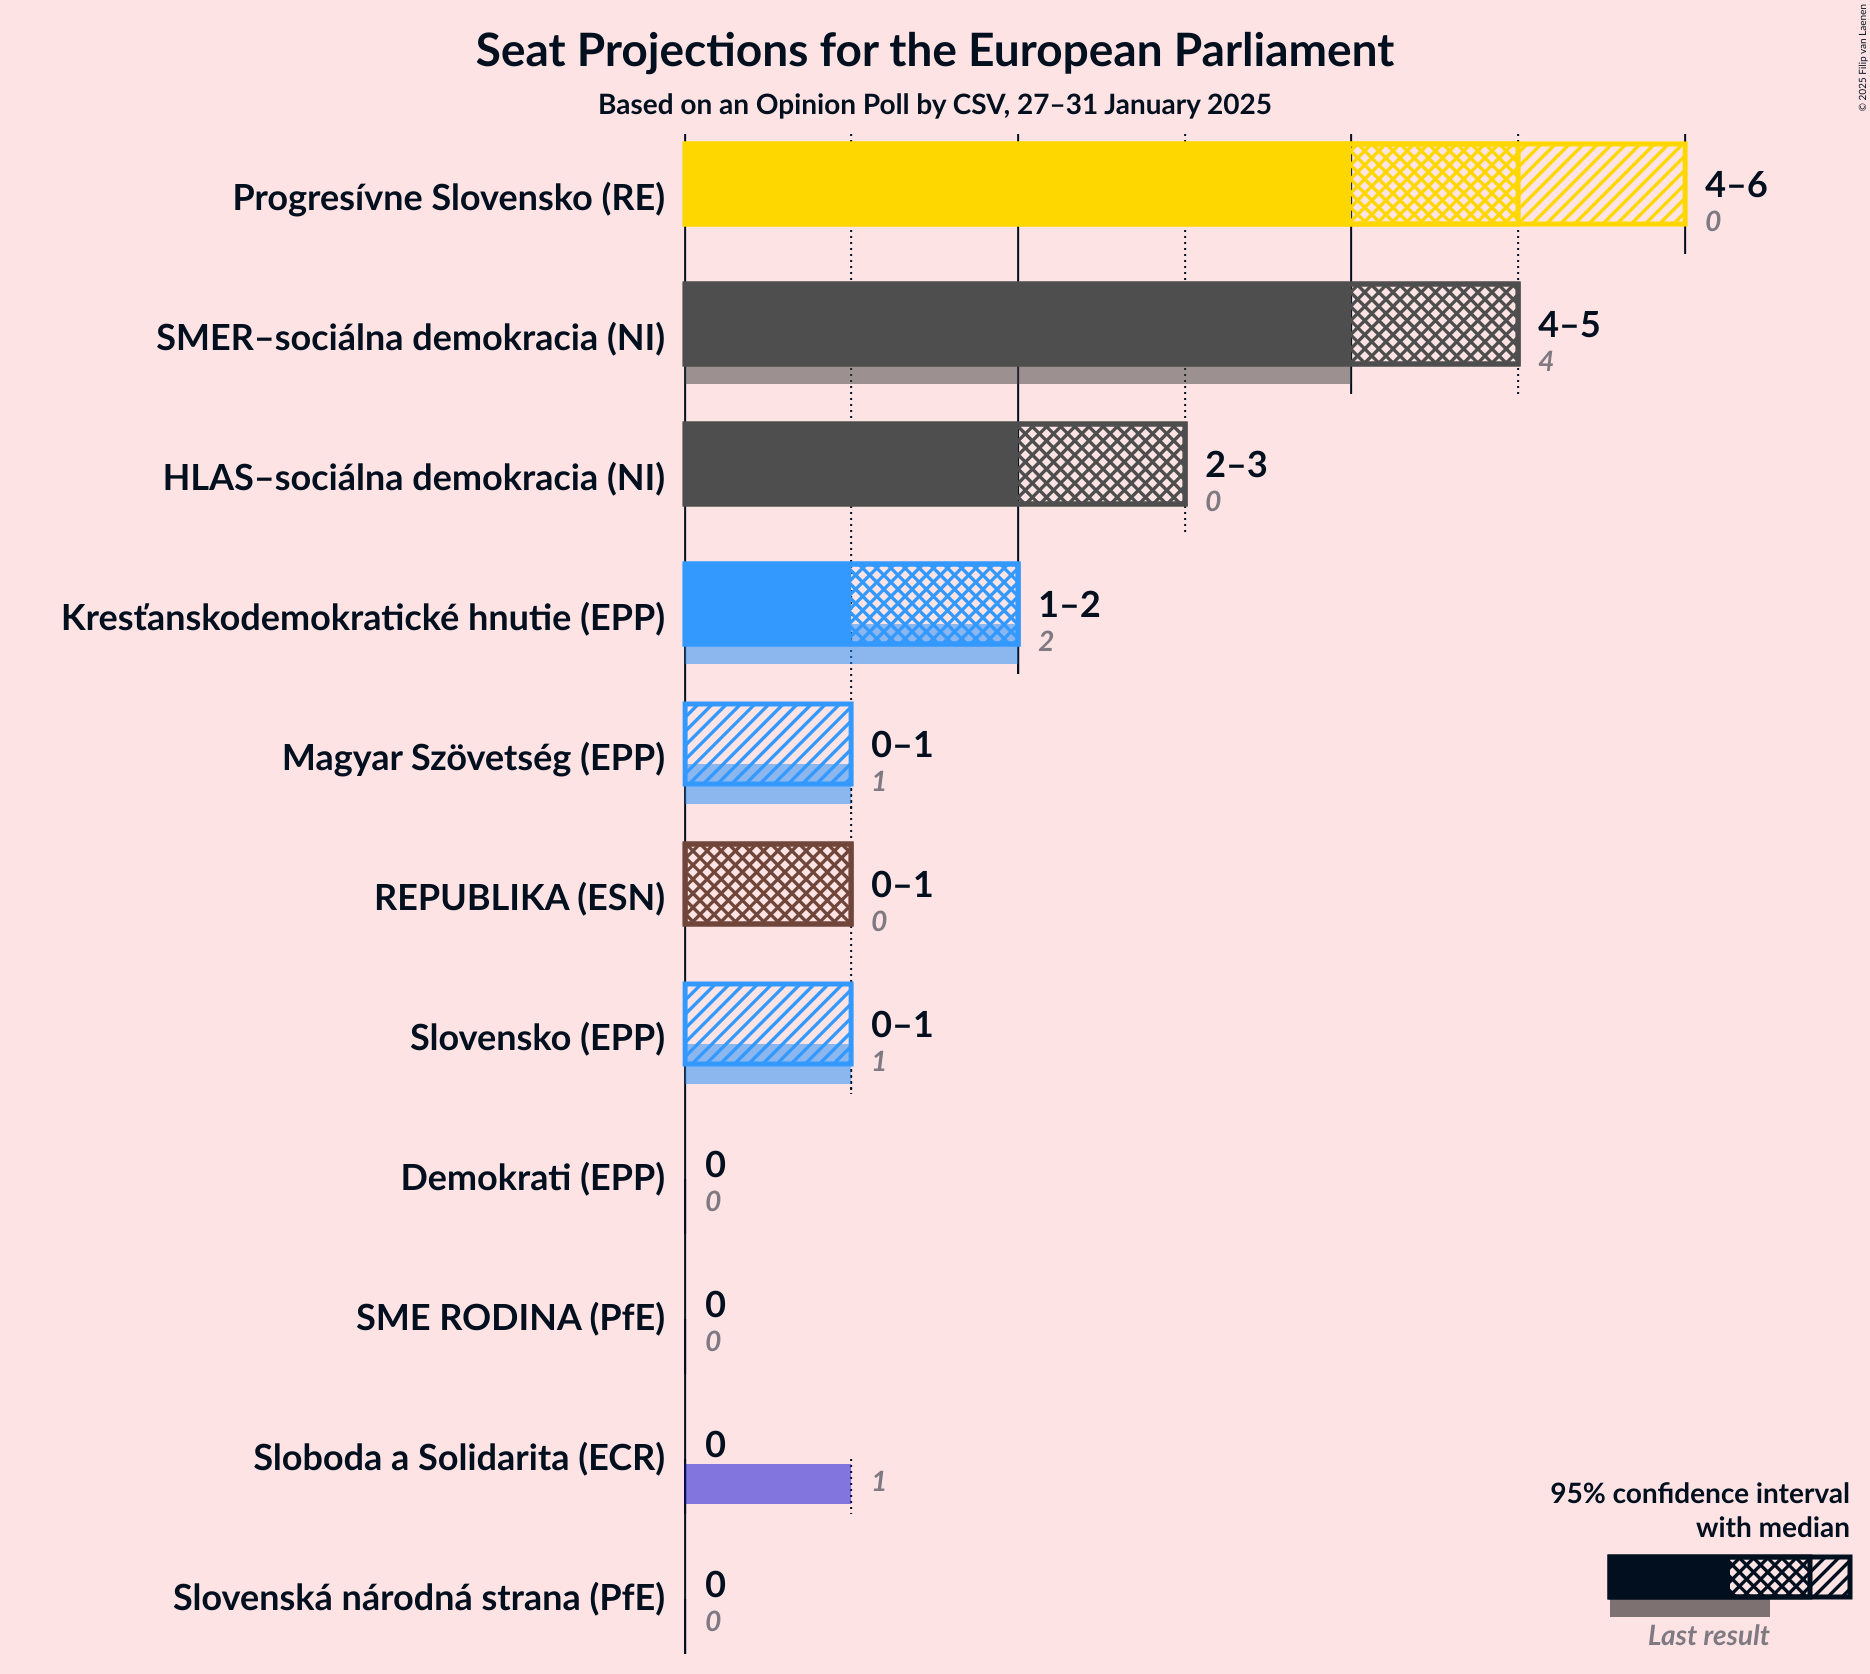 Seat Projections for the European Parliament
Based on an Opinion Poll by CSV, 27–31 January 2025
© 2025 Filip van Laenen
Progresívne Slovensko (RE)
4–6
0
SMER–sociálna demokracia (NI)
4–5
4
HLAS–sociálna demokracia (NI)
2–3
0
Kresťanskodemokratické hnutie (EPP)
1–2
2
Magyar Szövetség (EPP)
0–1
1
REPUBLIKA (ESN)
0–1
0
Slovensko (EPP)
0–1
1
Demokrati (EPP)
0
0
SME RODINA (PfE)
0
0
Sloboda a Solidarita (ECR)
0
1
Slovenská národná strana (PfE)
0
0
95% confidence interval
with median
Last result